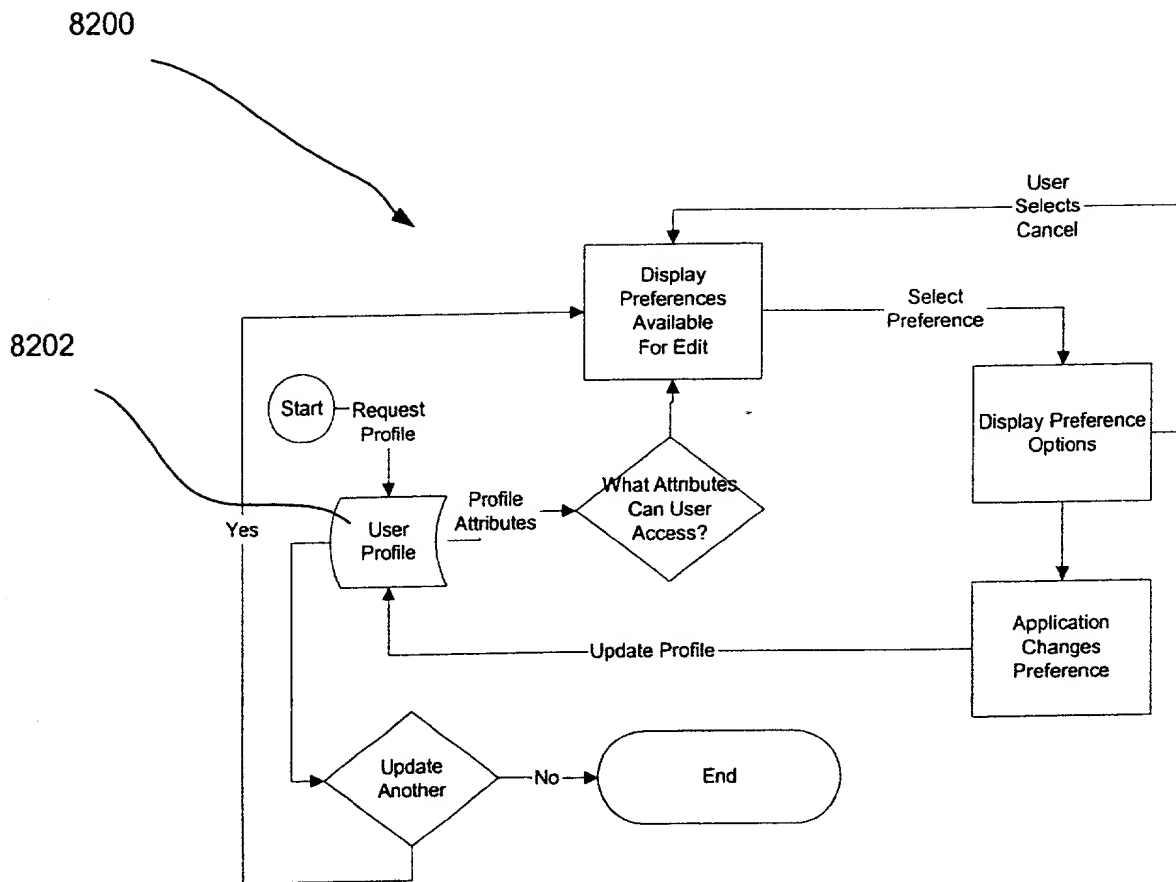 8200
User
Selects
Cancel
Display
Preferences
Available
For Edit
Select
Preference
8202
Start
Request
Profile
Display Preference
Options
What Attributes
Can User
Access?
Profile
Attributes
User
Profile
Yes
Application
Changes
Preference
Update Profile
Update
Another
No
End